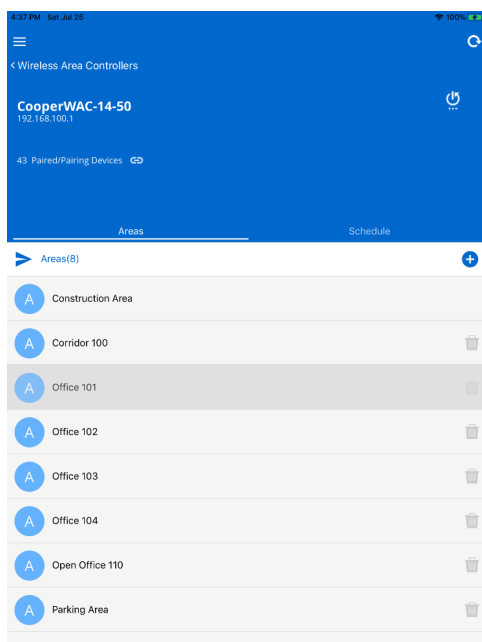 4:37 PM Sat Jul 25 100%
< Wireless Area Controllers
CooperWAC-14-50
192.168.100.1
43 Paired/Pairing Devices
Areas Schedule
Areas(8)
A Construction Area
A Corridor 100
A Office 101
A Office 102
A Office 103
A Office 104
A Open Office 110
A Parking Area